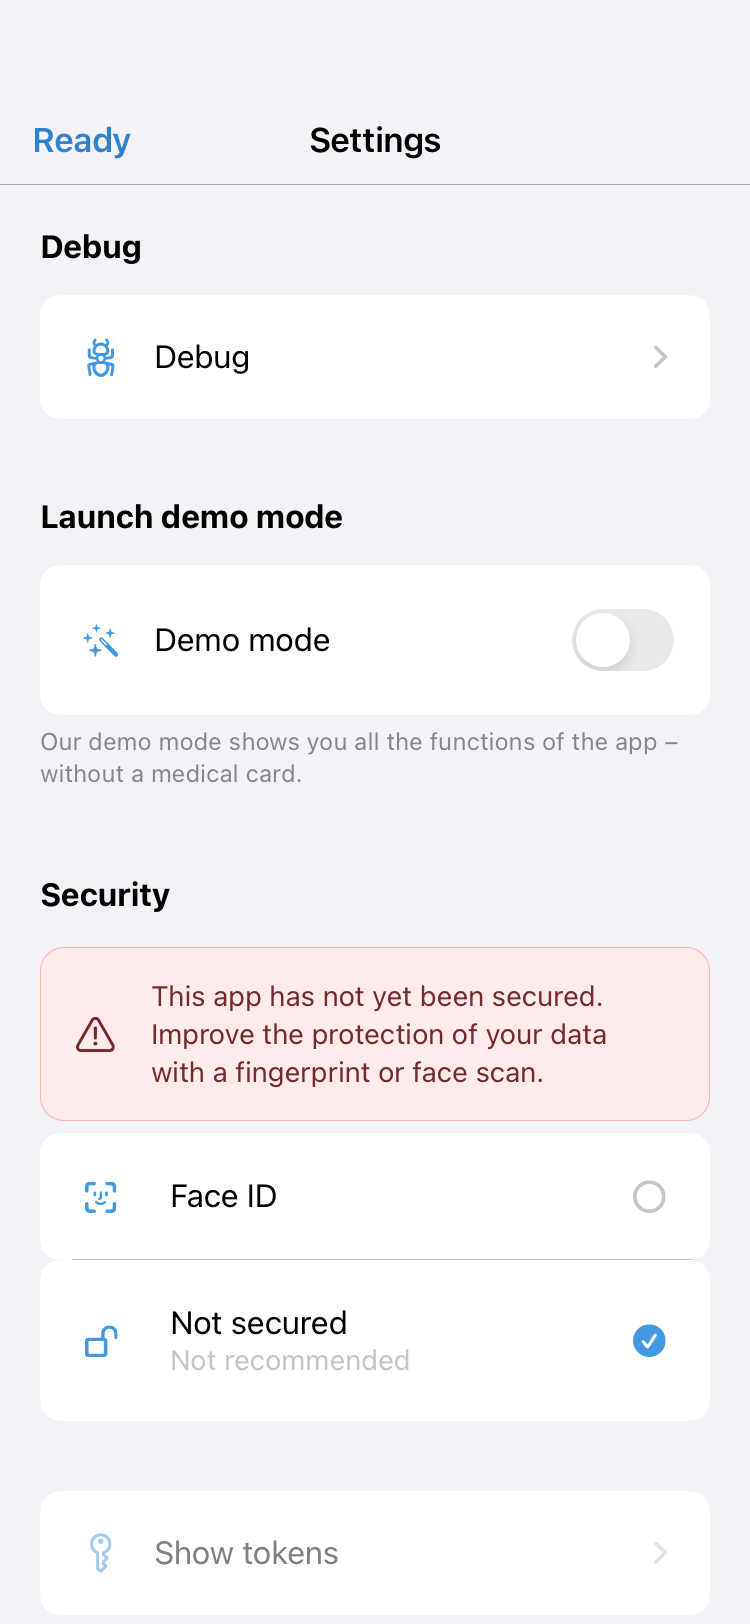 Ready
Settings
Debug
Debug
Launch demo mode
Demo mode
Our demo mode shows you all the functions of the app –
without a medical card.
Security
This app has not yet been secured.
Improve the protection of your data
with a fingerprint or face scan.
Face ID
Not secured
Not recommended
Show tokens